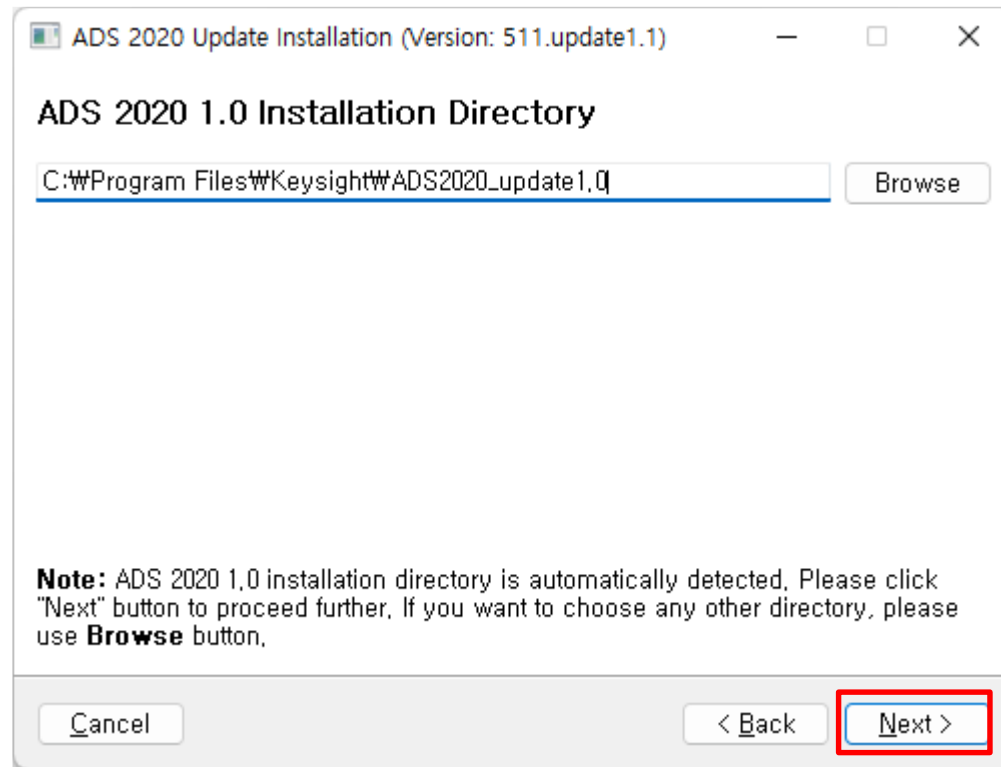 ADS 2020 Update Installation (Version: 511.update1.1)
ADS 2020 1.0 Installation Directory
C:₩Program Files₩Keysight₩ADS2020_update1.0
Browse
Note: ADS 2020 1.0 installation directory is automatically detected. Please click
"Next" button to proceed further. If you want to choose any other directory, please
use Browse button.
Cancel
< Back
Next >